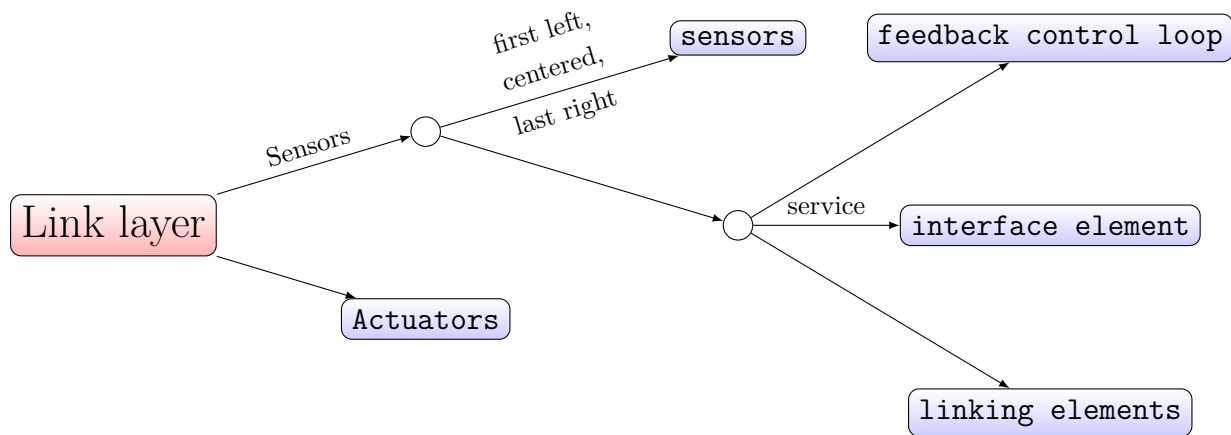 first left,
centered,
last right
sensors
feedback control loop
Sensors
Link layer
service
interface element
Actuators
linking elements